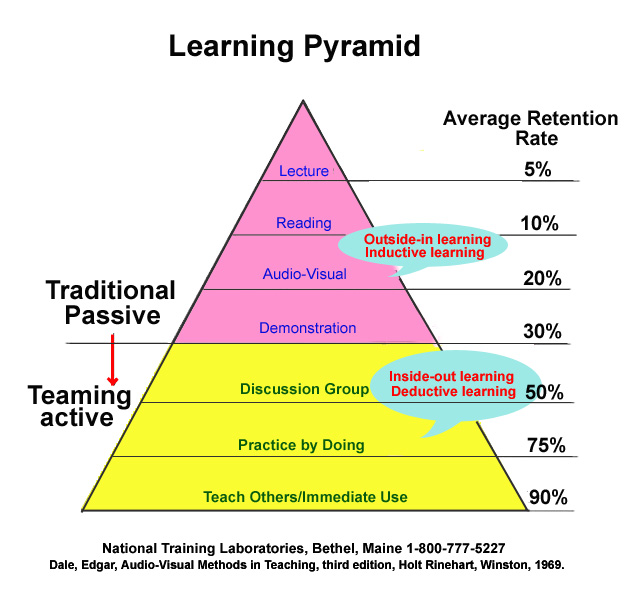 Learning Pyramid
Average Retention
Rate
Lecture
5%
Reading
10%
Outside-in learning
Inductive learning
Audio-Visual
20%
Traditional
Passive
Demonstration
30%
Teaming
active
Inside-out learning
Deductive learning
Discussion Group
50%
Practice by Doing
75%
Teach Others/Immediate Use
90%
National Training Laboratories, Bethel, Maine 1-800-777-5227
Dale, Edgar, Audio-Visual Methods in Teaching, third edition, Holt Rinehart, Winston, 1969.